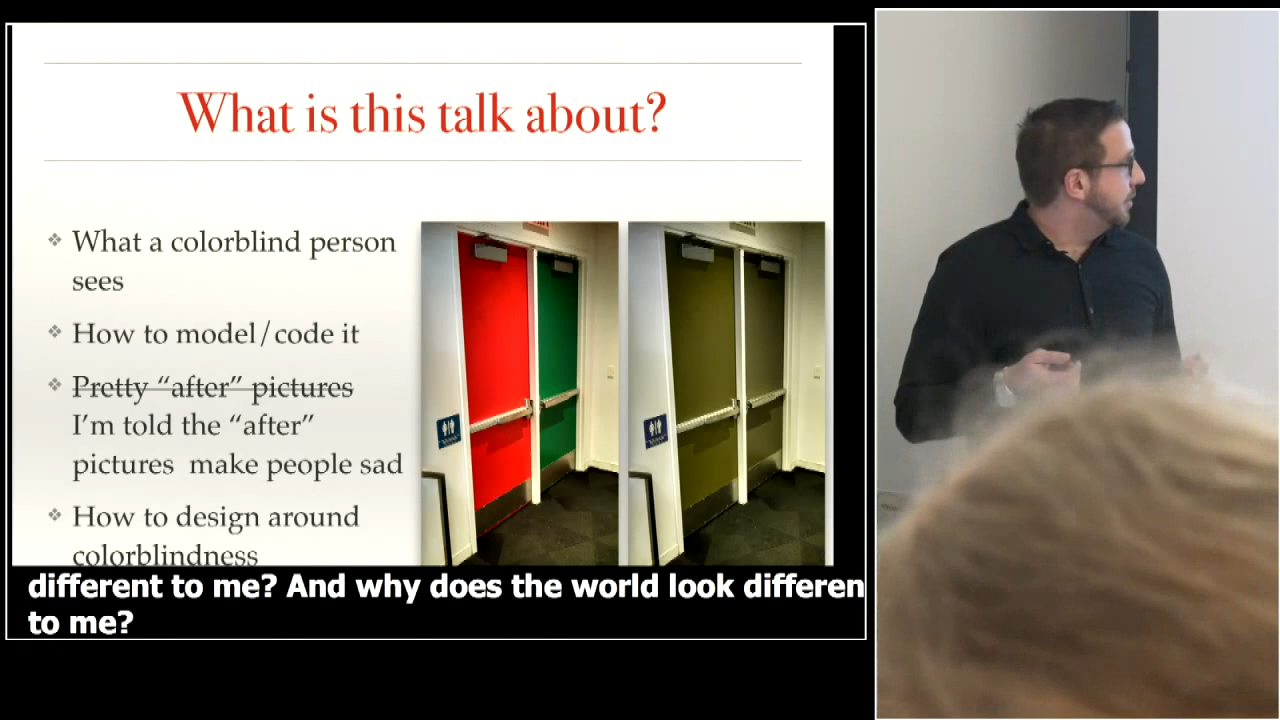 What is this talk about?
What a colorblind person
sees
How to model/code it
Pretty “after” pictures
I’m told the “after”
pictures make people sad
How to design around
colorblindness
different to me? And why does the world look differen
to me?